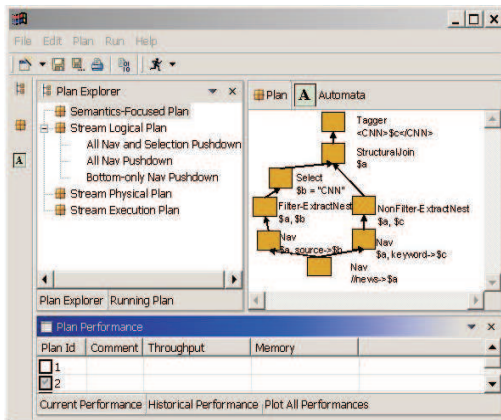 File Edit Plan Run Help
Plan Explorer
Semantics-Focused Plan
Stream Logical Plan
All Nav and Selection Pushdown
All Nav Pushdown
Bottom-only Nav Pushdown
Stream Physical Plan
Stream Execution Plan
Plan Explorer Running Plan
Plan A Automata
Tagger
<CNN>$c</CNN>
StructuralJoin
$a
Select
$b = "CNN"
Filter-ExtractNest
$a, $b
NonFilter-ExtractNest
$a, $c
Nav
$a, source->$b
Nav
$a, keyword->$c
Nav
//news->$a
A
Plan Performance
Plan Id Comment Throughput Memory
1
2
Current Performance Historical Performance Plot All Performances